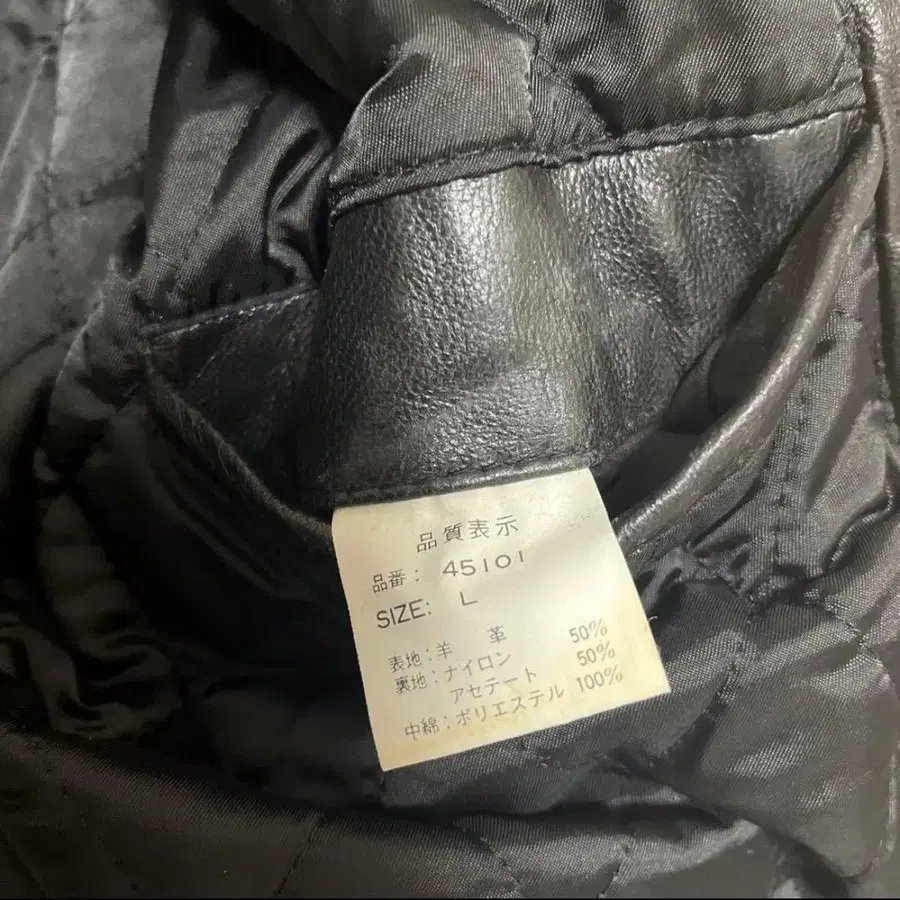 品質表示
品番: 45101
SIZE: L
表地:羊 革
裏地:ナイロン 50%
アセテート 50%
中綿:ポリエステル 100%